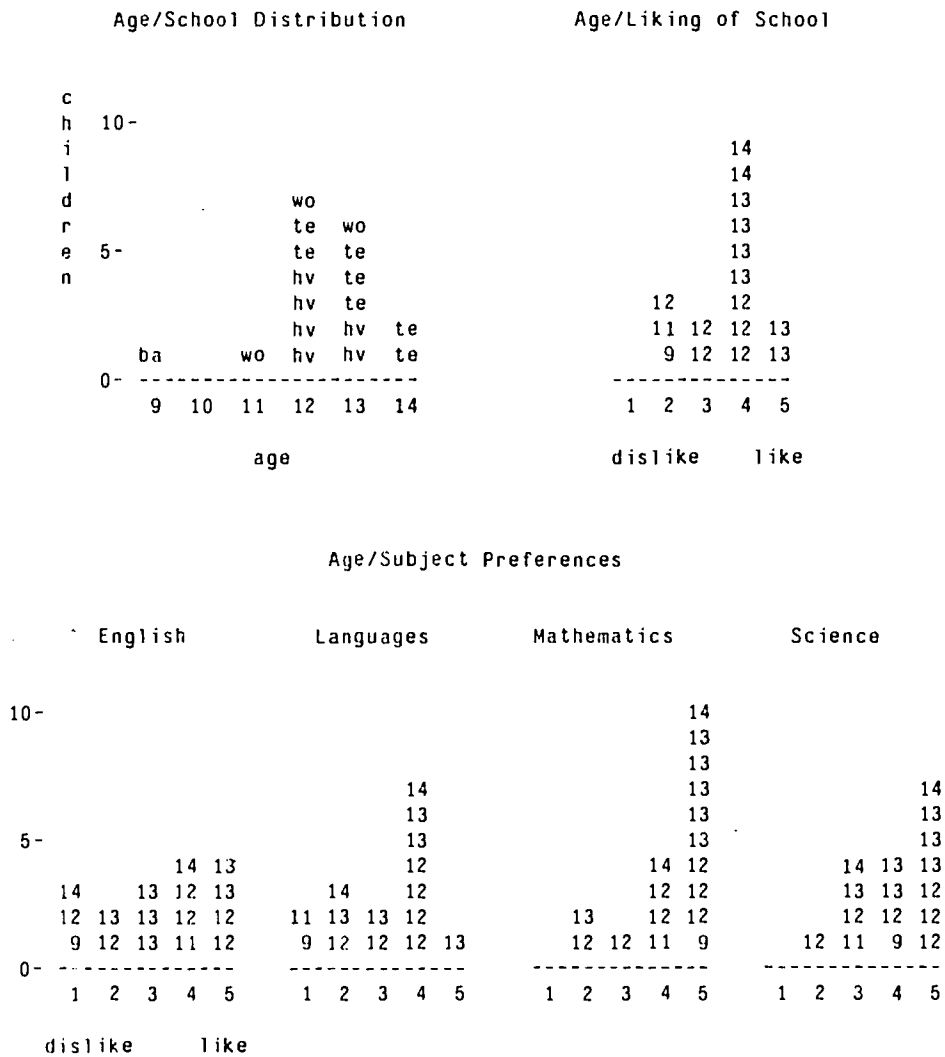 Age/School Distribution Age/Liking of School
c
h 10-
i 14
l 14
d wo 13
r te wo 13
e 5- te te 13
n hv te 13
hv te 12 12
hv hv te 11 12 12 13
ba wo hv hv te 9 12 12 13
0- ----------------------- ---------------
9 10 11 12 13 14 1 2 3 4 5
age dislike like
Age/Subject Preferences
English Languages Mathematics Science
10- 14
13
13
14 13 14
13 13 13
5- 13 13 13
14 13 12 14 12 14 13 13
14 13 12 13 14 12 12 12 12 13 12 12
12 13 13 12 12 11 13 13 12 13 12 12 12 12 12
9 12 13 11 12 9 12 12 12 13 12 12 11 9 12 11 9 12
0- --------------- --------------- --------------- ---------------
1 2 3 4 5 1 2 3 4 5 1 2 3 4 5 1 2 3 4 5
dislike like